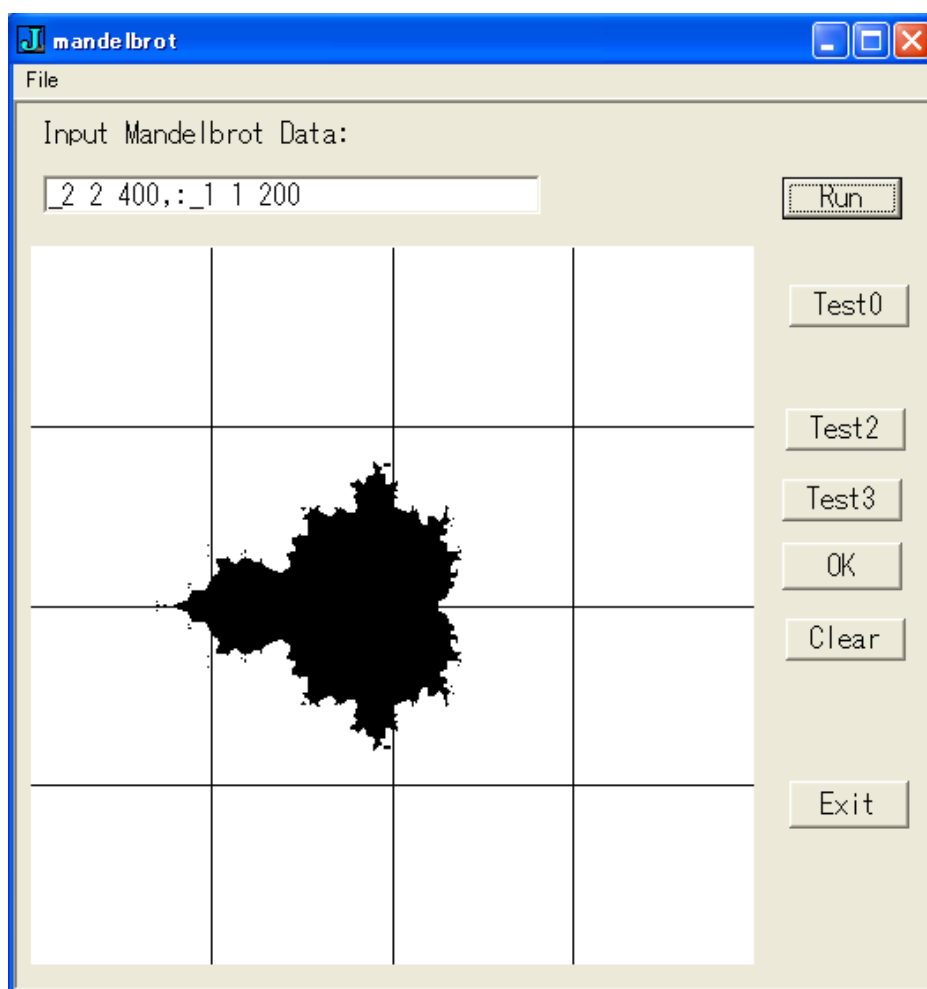 mandelbrot
File
Input Mandelbrot Data:
_2 2 400,:_1 1 200
Run
Test0
Test2
Test3
OK
Clear
Exit